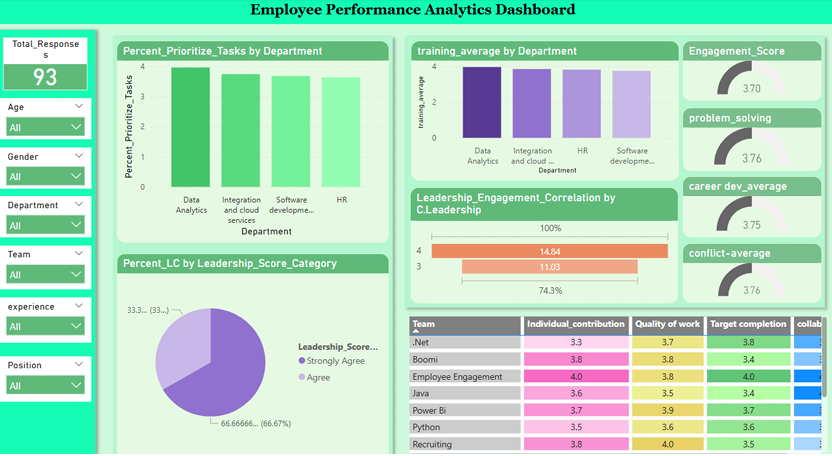 Employee Performance Analytics Dashboard
Total_Response
s
93
Age
All
Gender
All
Department
All
Team
All
experience
All
Position
All
Percent_Prioritize_Tasks by Department
Percent_Prioritize_Tasks
4
3
2
1
0
Data
Analytics
Integration
and cloud
services
Software
developme...
HR
Department
Percent_LC by Leadership_Score_Category
33.3... (33...)
66.66666... (66.67%)
Leadership_Score...
Strongly Agree
Agree
training_average by Department
training_average
4
2
0
Data
Analytics
Integration
and cloud ...
HR
Software
developme...
Department
Leadership_Engagement_Correlation by
C.Leadership
100%
4 14.84
3 11.03
74.3%
Engagement_Score
3.70
problem_solving
3.76
career dev_average
3.75
conflict-average
3.76
Team Individual_contribution Quality of work Target completion collab
.Net 3.3 3.7 3.8
Boomi 3.8 3.8 3.4
Employee Engagement 4.0 3.8 4.0
Java 3.6 3.5 3.4
Power Bi 3.7 3.9 3.7
Python 3.5 3.6 3.6
Recruiting 3.8 4.0 3.5